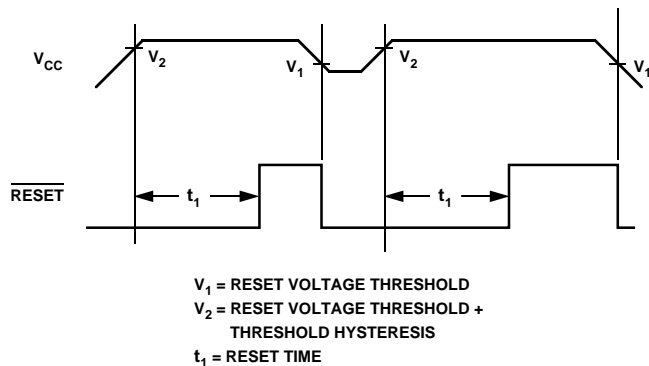 V₂ V₁ V₂ V₁
V_CC
RESET
t₁ t₁
V₁ = RESET VOLTAGE THRESHOLD
V₂ = RESET VOLTAGE THRESHOLD +
THRESHOLD HYSTERESIS
t₁ = RESET TIME